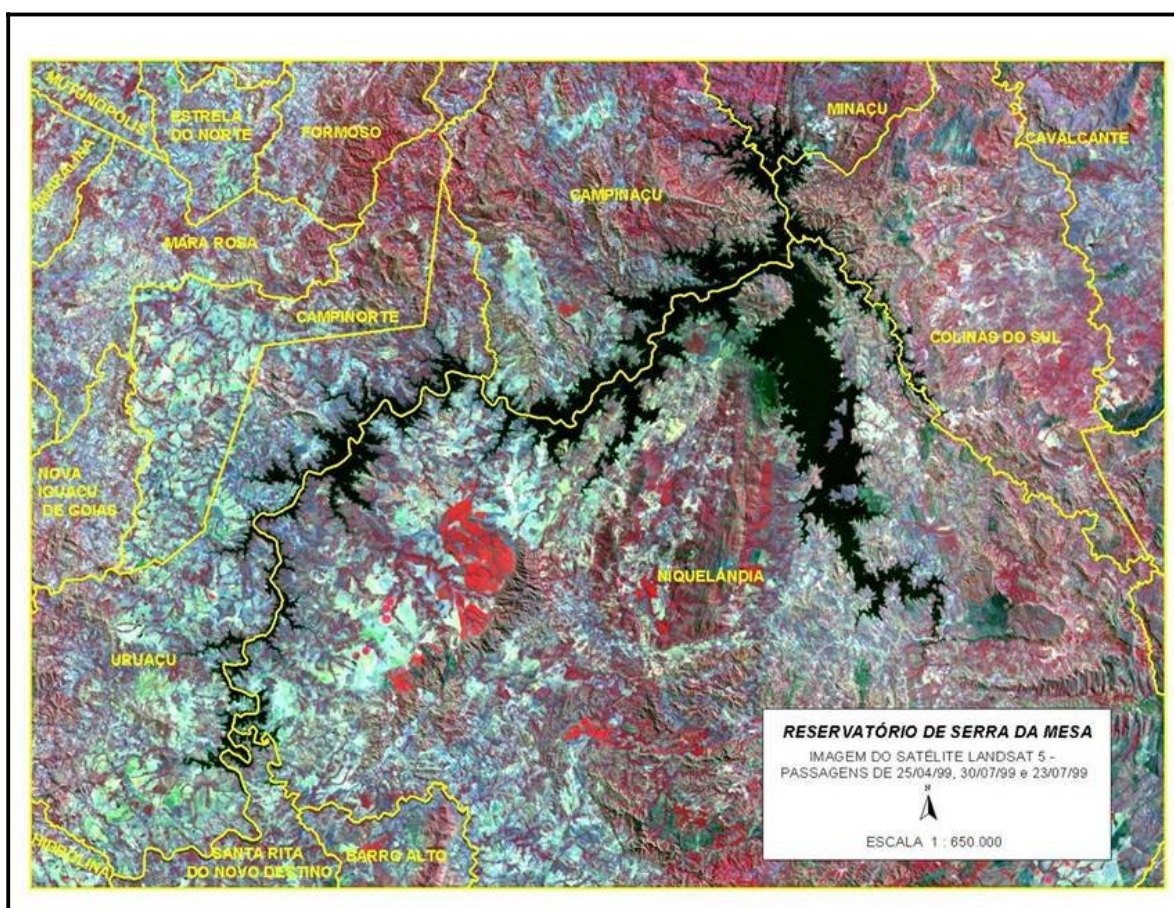 MUTUNÓPOLIS
ESTRELA
DO NORTE
FORMOSO
MINAÇU
CAVALCANTE
AMARALINA
CAMPINAÇU
MARA ROSA
CAMPINORTE
COLINAS DO SUL
NOVA
IGUAÇU
DE GOIÁS
NIQUELÂNDIA
URUAÇU
RESERVATÓRIO DE SERRA DA MESA
IMAGEM DO SATÉLITE LANDSAT 5 -
PASSAGENS DE 25/04/99, 30/07/99 e 23/07/99
N
ESCALA 1 : 650.000
HIDROLINA
SANTA RITA
DO NOVO DESTINO
BARRO ALTO